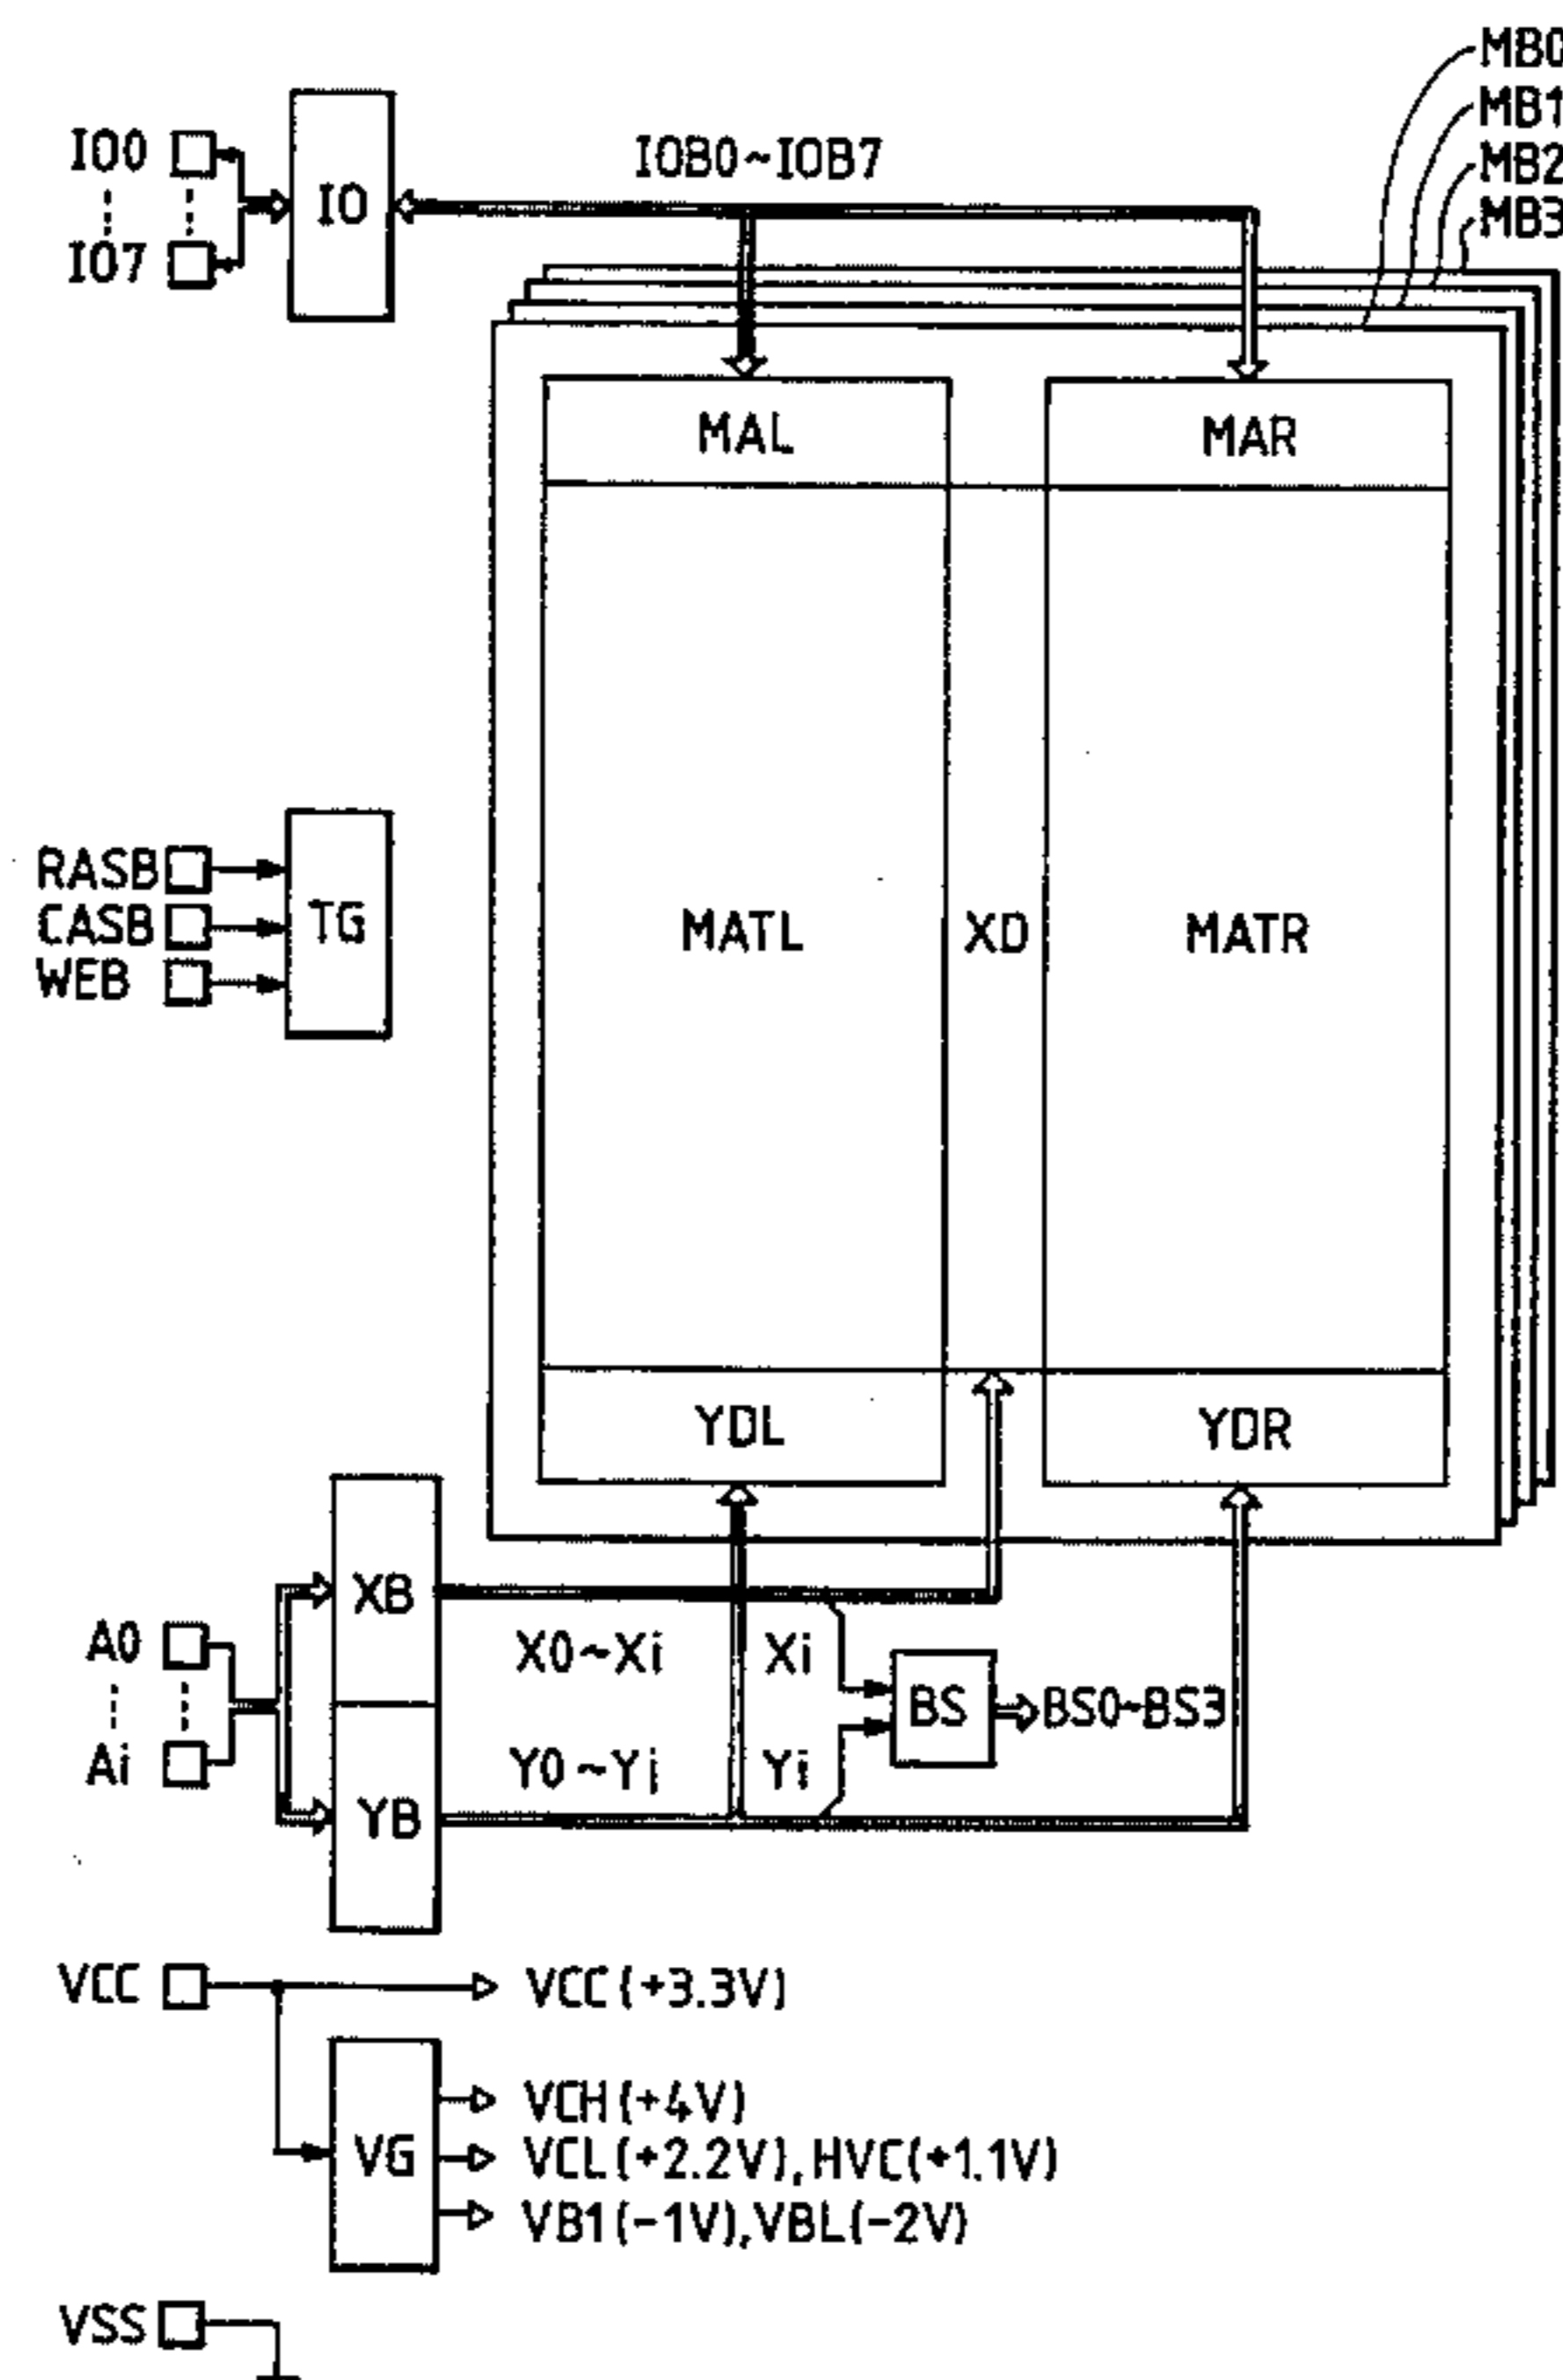 MB0
MB1
MB2
MB3
IO0
IO7
IO
IOB0~IOB7
MAL
MAR
RASB
CASB
WEB
TG
MATL
XD
MATR
YDL
YDR
XB
A0
Ai
YB
X0~Xi
Xi
Y0~Yi
Yi
BS
BS0~BS3
VCC
VCC(+3.3V)
VG
VCH(+4V)
VCL(+2.2V),HVC(+1.1V)
VB1(-1V),VBL(-2V)
VSS